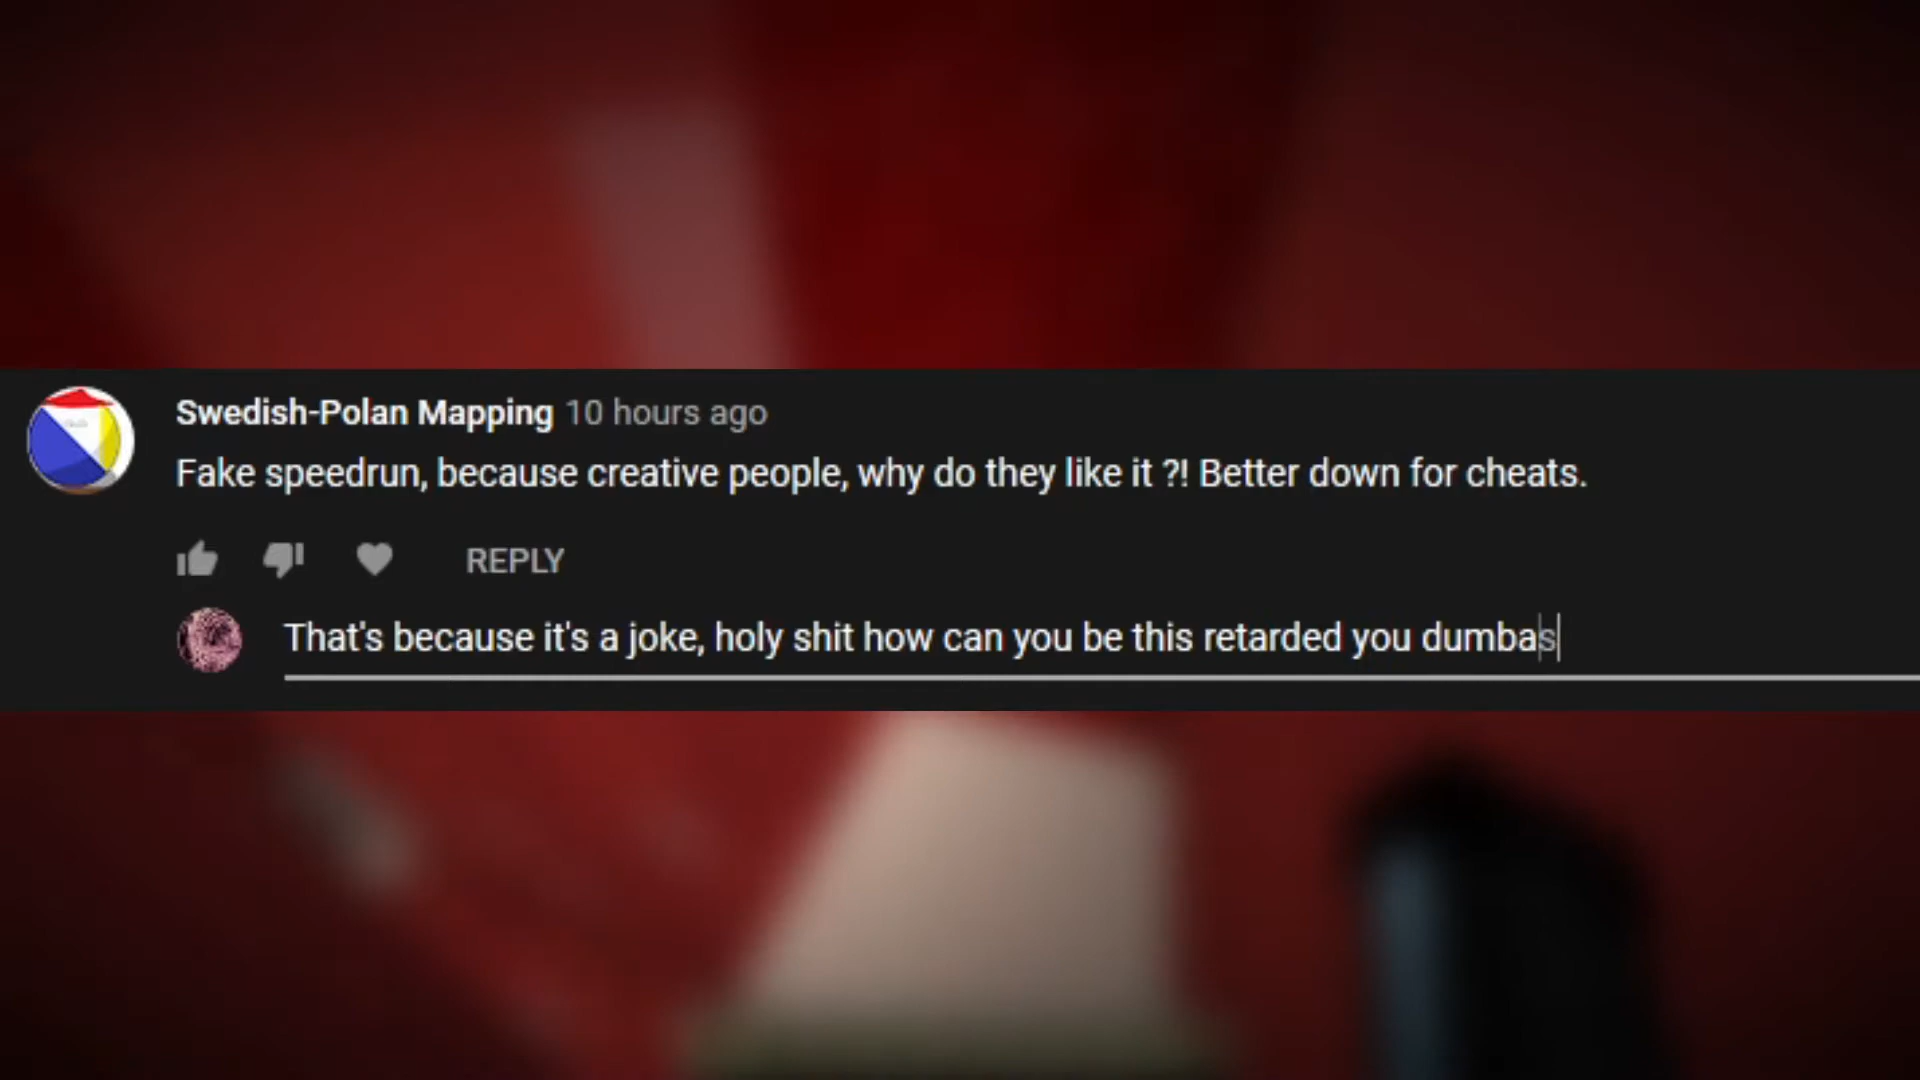 Swedish-Polan Mapping 10 hours ago
Fake speedrun, because creative people, why do they like it ?! Better down for cheats.
REPLY
That's because it's a joke, holy shit how can you be this retarded you dumbas